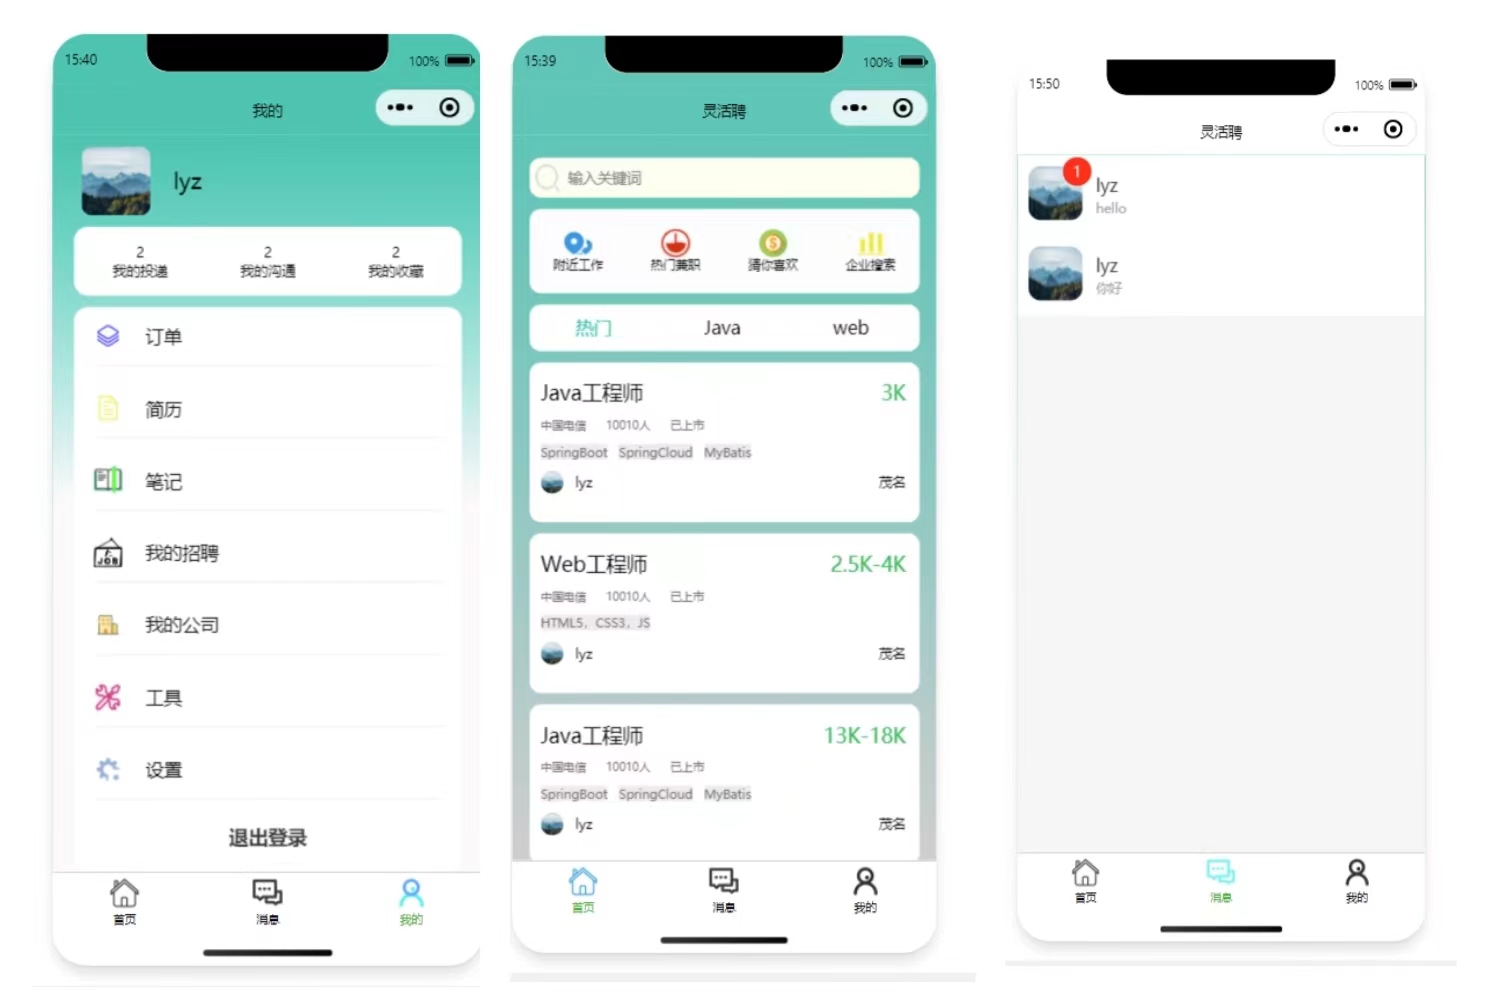 15:40
100%
我的
lyz
2 2 2
我的投递 我的沟通 我的收藏
订单
简历
笔记
JOB
我的招聘
我的公司
工具
设置
退出登录
首页 消息 我的
15:39
100%
灵活聘
输入关键词
附近工作 热门兼职 猜你喜欢 企业搜索
热门 Java web
Java工程师 3K
中国电信 10010人 已上市
SpringBoot SpringCloud MyBatis
lyz 茂名
Web工程师 2.5K-4K
中国电信 10010人 已上市
HTML5，CSS3，JS
lyz 茂名
Java工程师 13K-18K
中国电信 10010人 已上市
SpringBoot SpringCloud MyBatis
lyz 茂名
首页 消息 我的
15:50
100%
灵活聘
1
lyz
hello
lyz
你好
首页 消息 我的